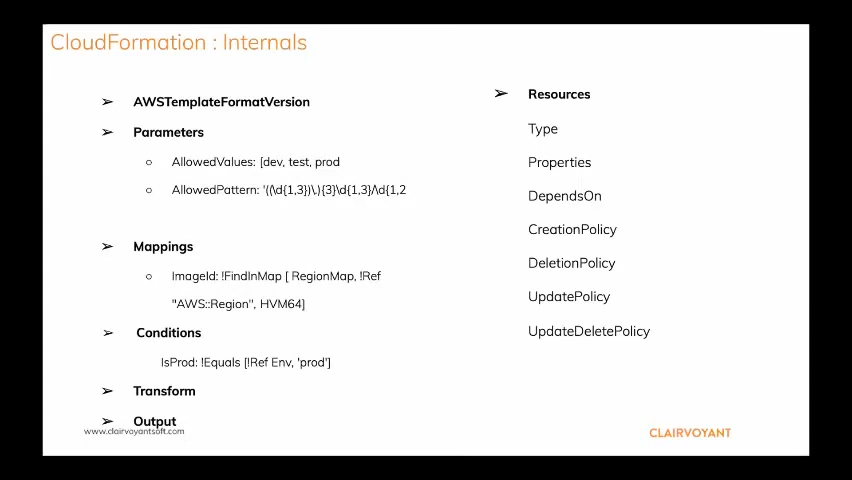 CloudFormation : Internals
➢ AWSTemplateFormatVersion
➢ Parameters
○ AllowedValues: [dev, test, prod
○ AllowedPattern: '((\d{1,3})\.){3}\d{1,3}/\d{1,2
➢ Mappings
○ ImageId: !FindInMap [ RegionMap, !Ref
"AWS::Region", HVM64]
➢ Conditions
IsProd: !Equals [!Ref Env, 'prod']
➢ Transform
➢ Output
www.clairvoyantsoft.com
➢ Resources
Type
Properties
DependsOn
CreationPolicy
DeletionPolicy
UpdatePolicy
UpdateDeletePolicy
CLAIRVOYANT